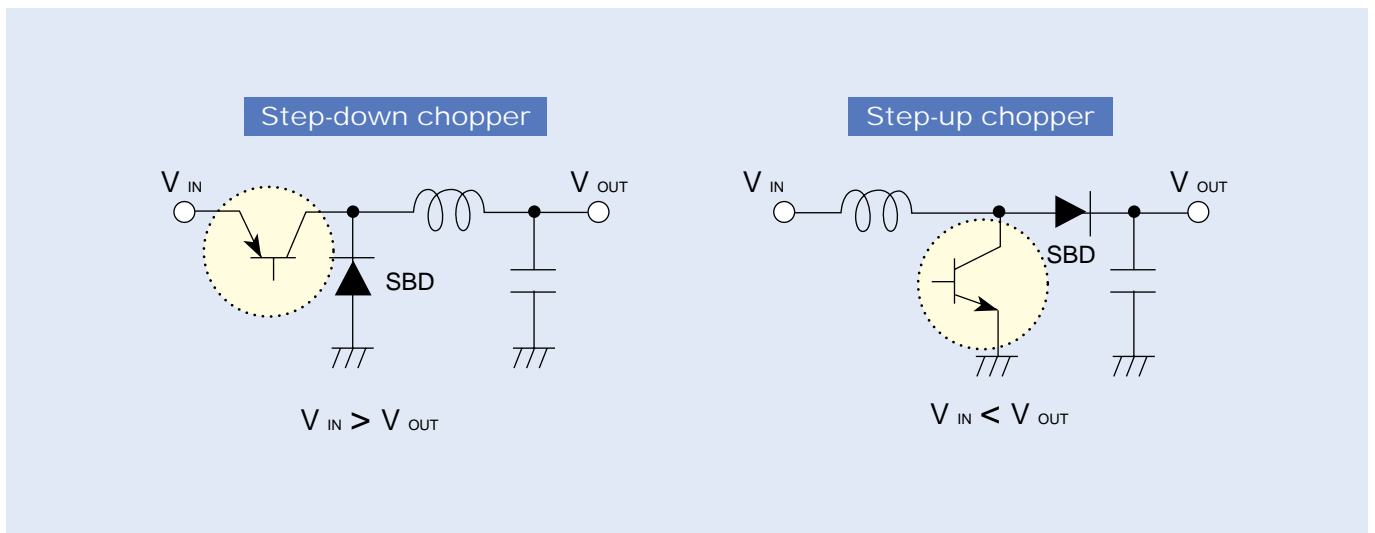 Step-down chopper
V IN
V OUT
SBD
V IN > V OUT
Step-up chopper
V IN
V OUT
SBD
V IN < V OUT